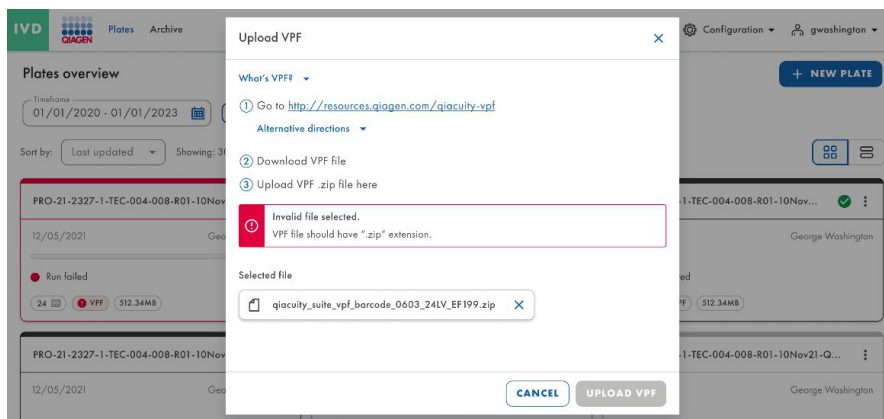 IVD
QIAGEN
Plates Archive
Configuration gwashington
Plates overview
+ NEW PLATE
Timeframe
01/01/2020 - 01/01/2023
Sort by: Last updated Showing:
Upload VPF
What's VPF?
1 Go to http://resources.qiagen.com/qiacuity-vpf
Alternative directions
2 Download VPF file
3 Upload VPF .zip file here
Invalid file selected.
VPF file should have ".zip" extension.
Selected file
qiacuity_suite_vpf_barcode_0603_24LV_EF199.zip
CANCEL UPLOAD VPF
PRO-21-2327-1-TEC-004-008-R01-10Nov
12/05/2021 Geo
Run failed
24 VPF 512.34MB
-1-TEC-004-008-R01-10Nov...
George Washington
ed
PF 512.34MB
PRO-21-2327-1-TEC-004-008-R01-10Nov
12/05/2021 Geo
-1-TEC-004-008-R01-10Nov21-Q...
George Washington